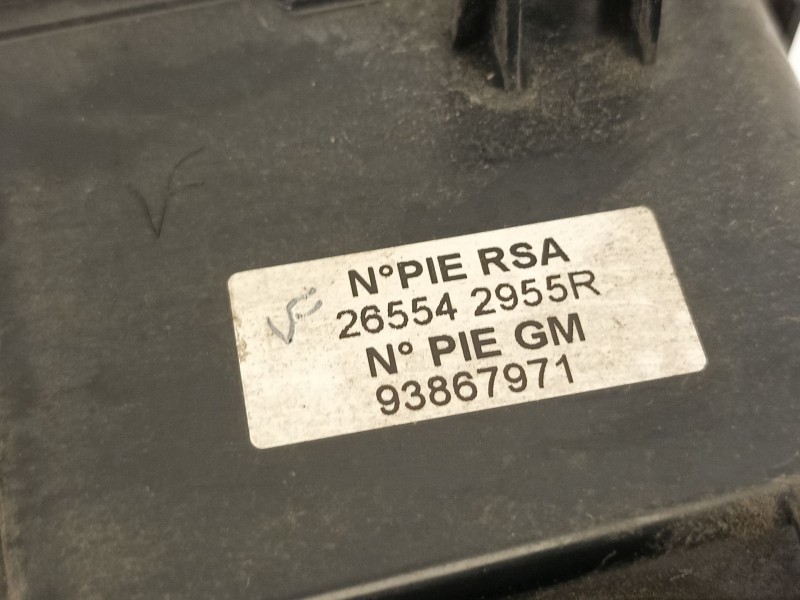 N°PIE RSA
26554 2955R
N° PIE GM
93867971